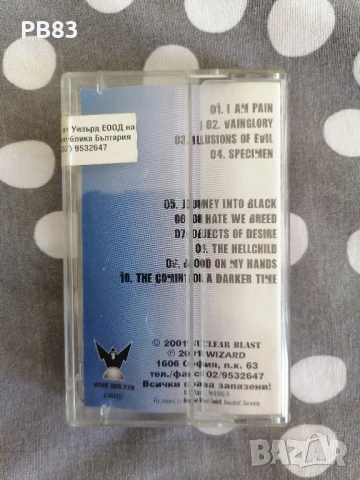 PB83
от Уизърд ЕООД на
Република България
(02) 9532647
01. I AM PAIN
02. VAINGLORY
03. ILLUSIONS OF EVIL
04. SPECIMEN
05. JOURNEY INTO BLACK
06. OF HATE WE BREED
07. OBJECTS OF DESIRE
08. THE HELLCHILD
09. BLOOD ON MY HANDS
10. THE COMING OF A DARKER TIME
© 2001 NUCLEAR BLAST
℗ 2001 WIZARD
1606 София, п.к. 63
тел./факс 02/9532647
Всички права запазени!
BAZAR